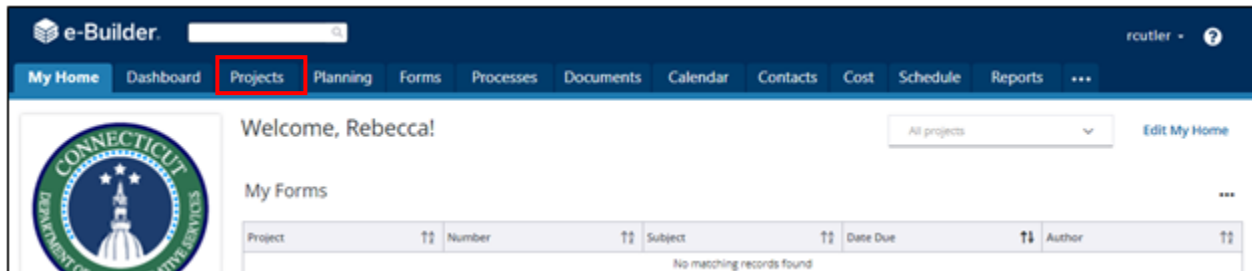 e-Builder.
rcutler
?
My Home Dashboard Projects Planning Forms Processes Documents Calendar Contacts Cost Schedule Reports •••
Welcome, Rebecca!
All projects
Edit My Home
CONNECTICUT
My Forms
•••
Project Number Subject Date Due Author
No matching records found